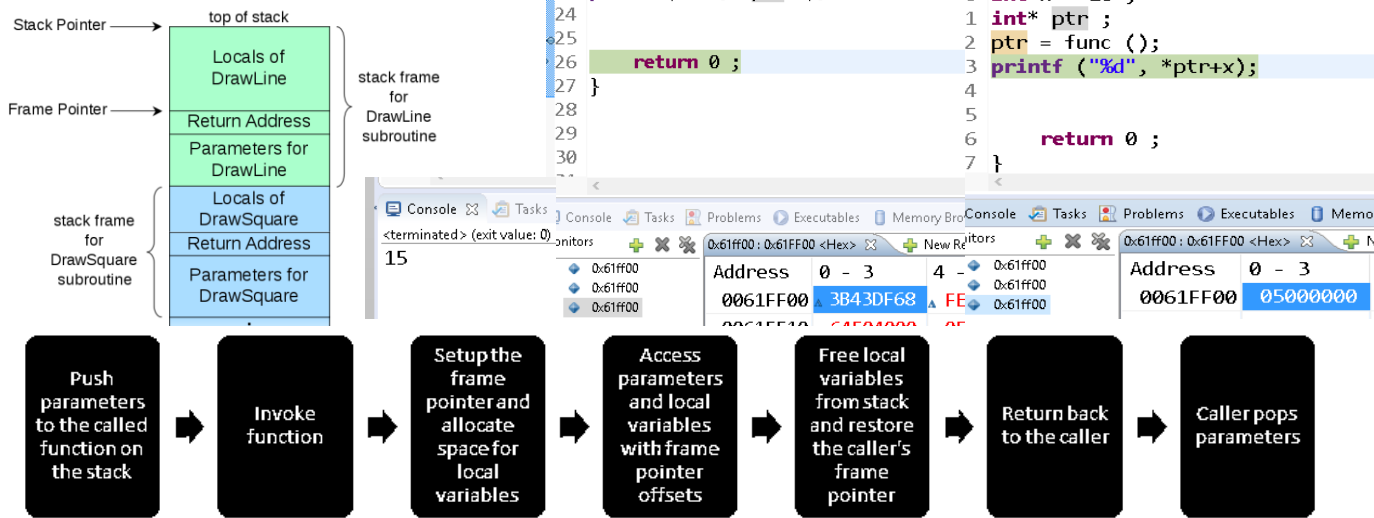 top of stack
Stack Pointer
Locals of
DrawLine
Frame Pointer
Return Address
Parameters for
DrawLine
stack frame
for
DrawLine
subroutine
Locals of
DrawSquare
Return Address
Parameters for
DrawSquare
stack frame
for
DrawSquare
subroutine
Console Tasks
<terminated> (exit value: 0)
15
24
25
26 return 0 ;
27 }
28
29
30
Console Tasks Problems Executables Memory Bro
onitors
0x61ff00
0x61ff00
0x61ff00
0x61ff00 : 0x61FF00 <Hex> New Re
Address 0 - 3 4 -
0061FF00 3B43DF68 FE
1 int* ptr ;
2 ptr = func ();
3 printf ("%d", *ptr+x);
4
5
6 return 0 ;
7 }
Console Tasks Problems Executables Memo
itors
0x61ff00
0x61ff00
0x61ff00
0x61ff00 : 0x61FF00 <Hex>
Address 0 - 3
0061FF00 05000000
Push
parameters
to the called
function on
the stack
Invoke
function
Setup the
frame
pointer and
allocate
space for
local
variables
Access
parameters
and local
variables
with frame
pointer
offsets
Free local
variables
from stack
and restore
the caller's
frame
pointer
Return back
to the caller
Caller pops
parameters